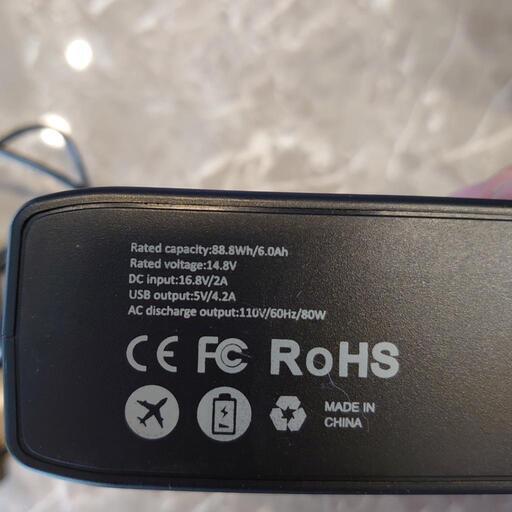 Rated capacity:88.8Wh/6.0Ah
Rated voltage:14.8V
DC input:16.8V/2A
USB output:5V/4.2A
AC discharge output:110V/60Hz/80W
CE FC RoHS
MADE IN
CHINA